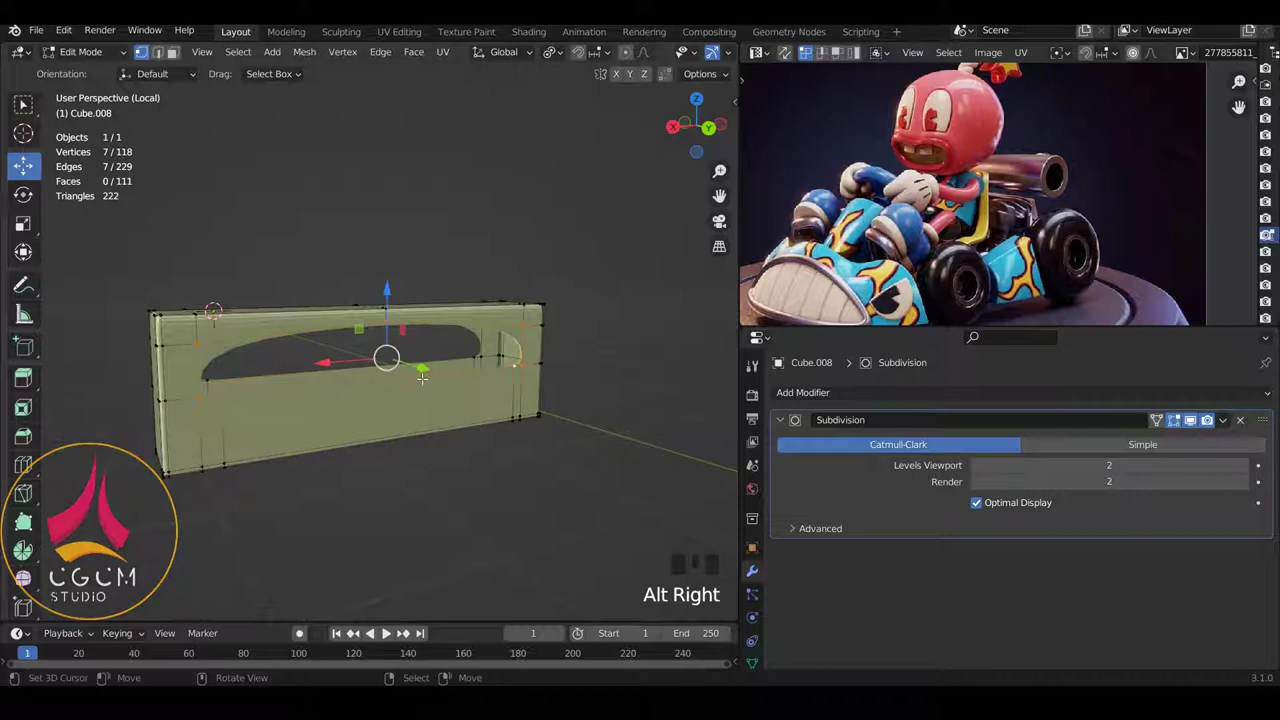 File Edit Render Window Help Layout Modeling Sculpting UV Editing Texture Paint Shading Animation Rendering Compositing Geometry Nodes Scripting Scene ViewLayer
Edit Mode View Select Add Mesh Vertex Edge Face UV Global View Select Image UV 277855811
Orientation: Default Drag: Select Box X Y Z Options
User Perspective (Local)
(1) Cube.008
Objects 1/1
Vertices 7/118
Edges 7/229
Faces 0/111
Triangles 222
Z
X Y
Cube.008 Subdivision
Add Modifier
Subdivision
Catmull-Clark Simple
Levels Viewport 2
Render 2
Optimal Display
Advanced
CGCM
STUDIO
Alt Right
Playback Keying View Marker 1 Start 1 End 250
1 20 40 60 80 100 120 140 160 180 200 220 240
Set 3D Cursor Move Rotate View Select Move 3.1.0